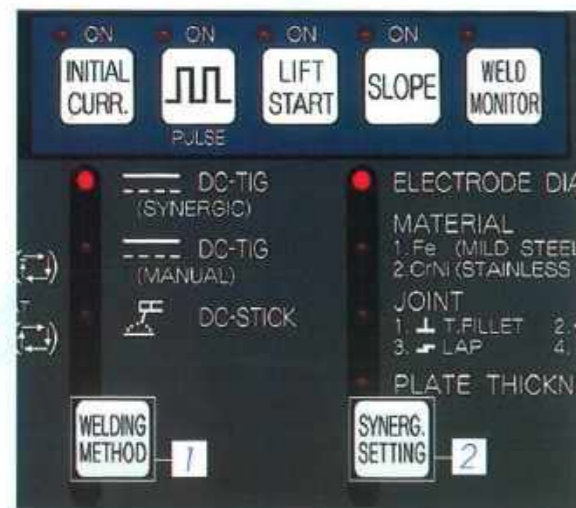 ON ON ON ON
INITIAL CURR.
LIFT START
SLOPE
WELD MONITOR
PULSE
DC-TIG
(SYNERGIC)
DC-TIG
(MANUAL)
DC-STICK
ELECTRODE DIA
MATERIAL
1. Fe (MILD STEEL
2. CrNi (STAINLESS
JOINT
1. T.FILLET 2.
3. LAP 4.
PLATE THICKN
WELDING METHOD
1
SYNERG. SETTING
2